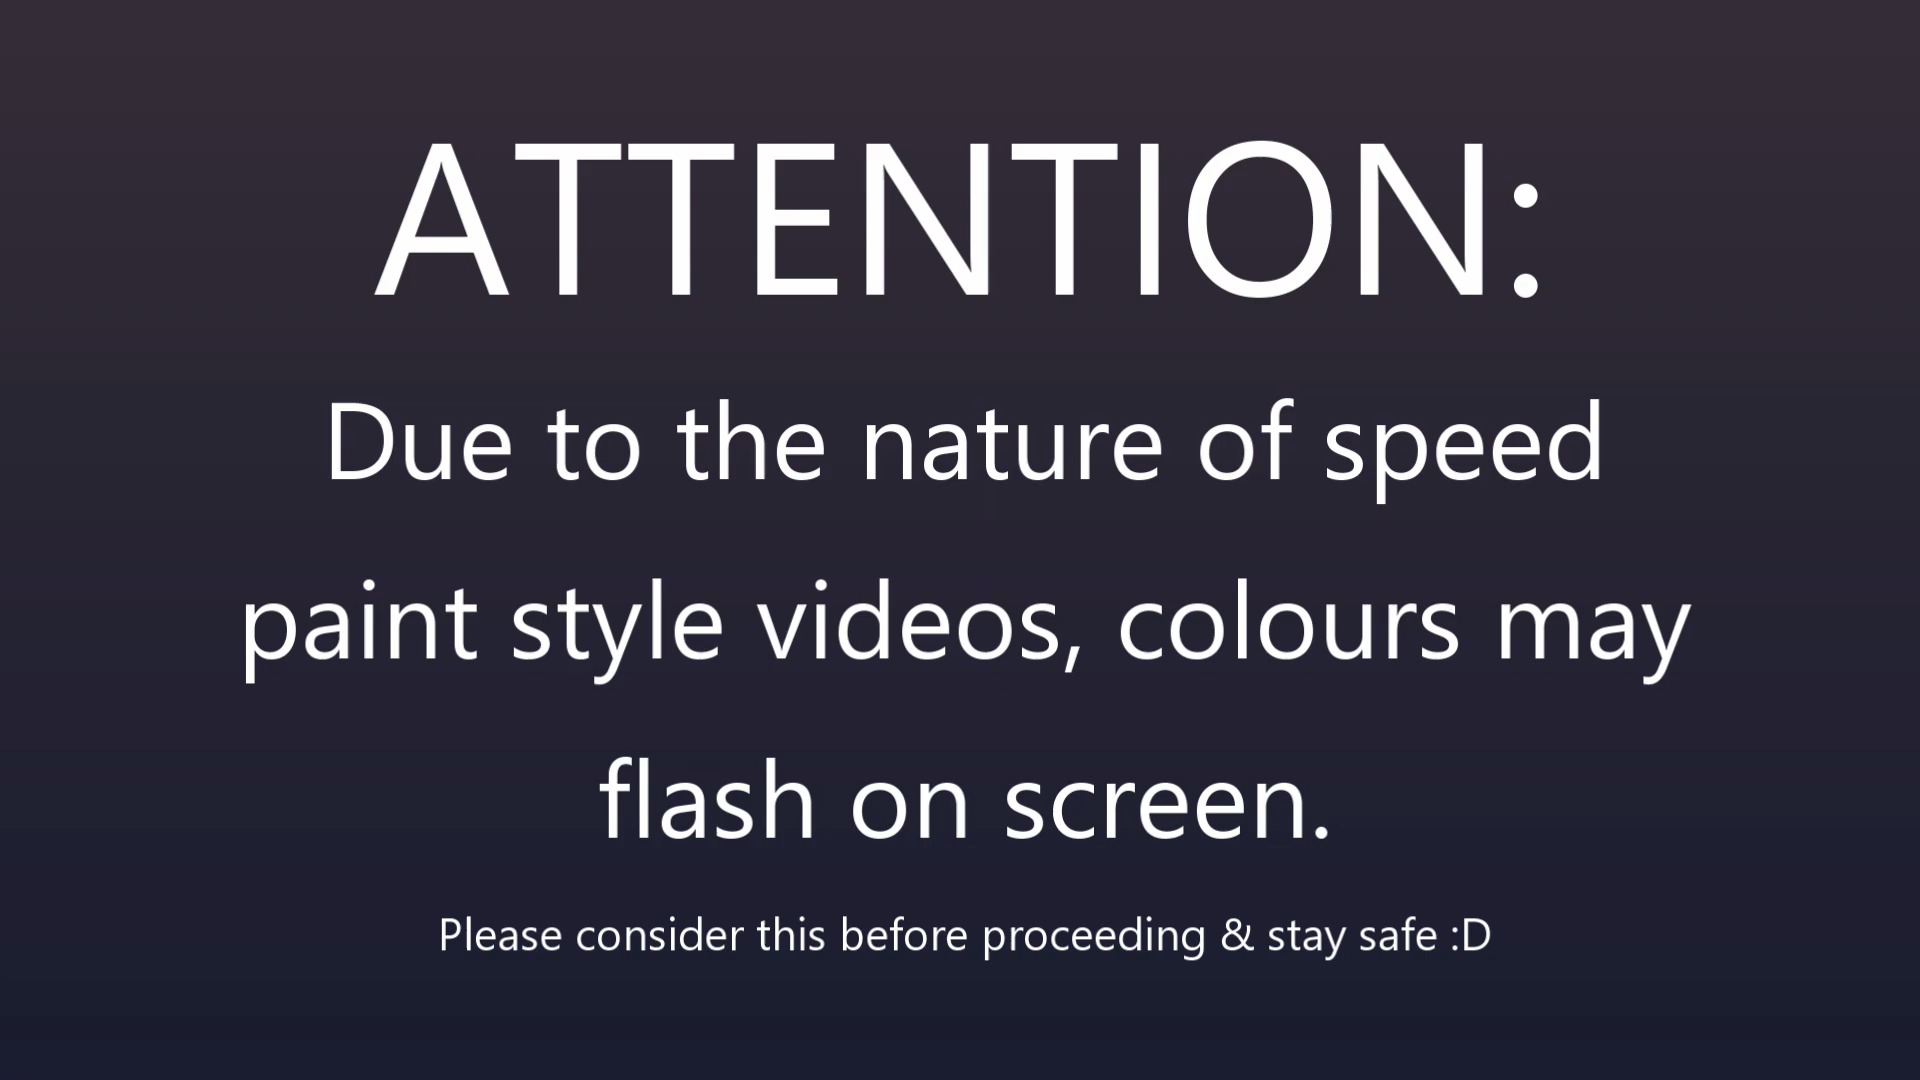 ATTENTION:
Due to the nature of speed
paint style videos, colours may
flash on screen.
Please consider this before proceeding & stay safe :D